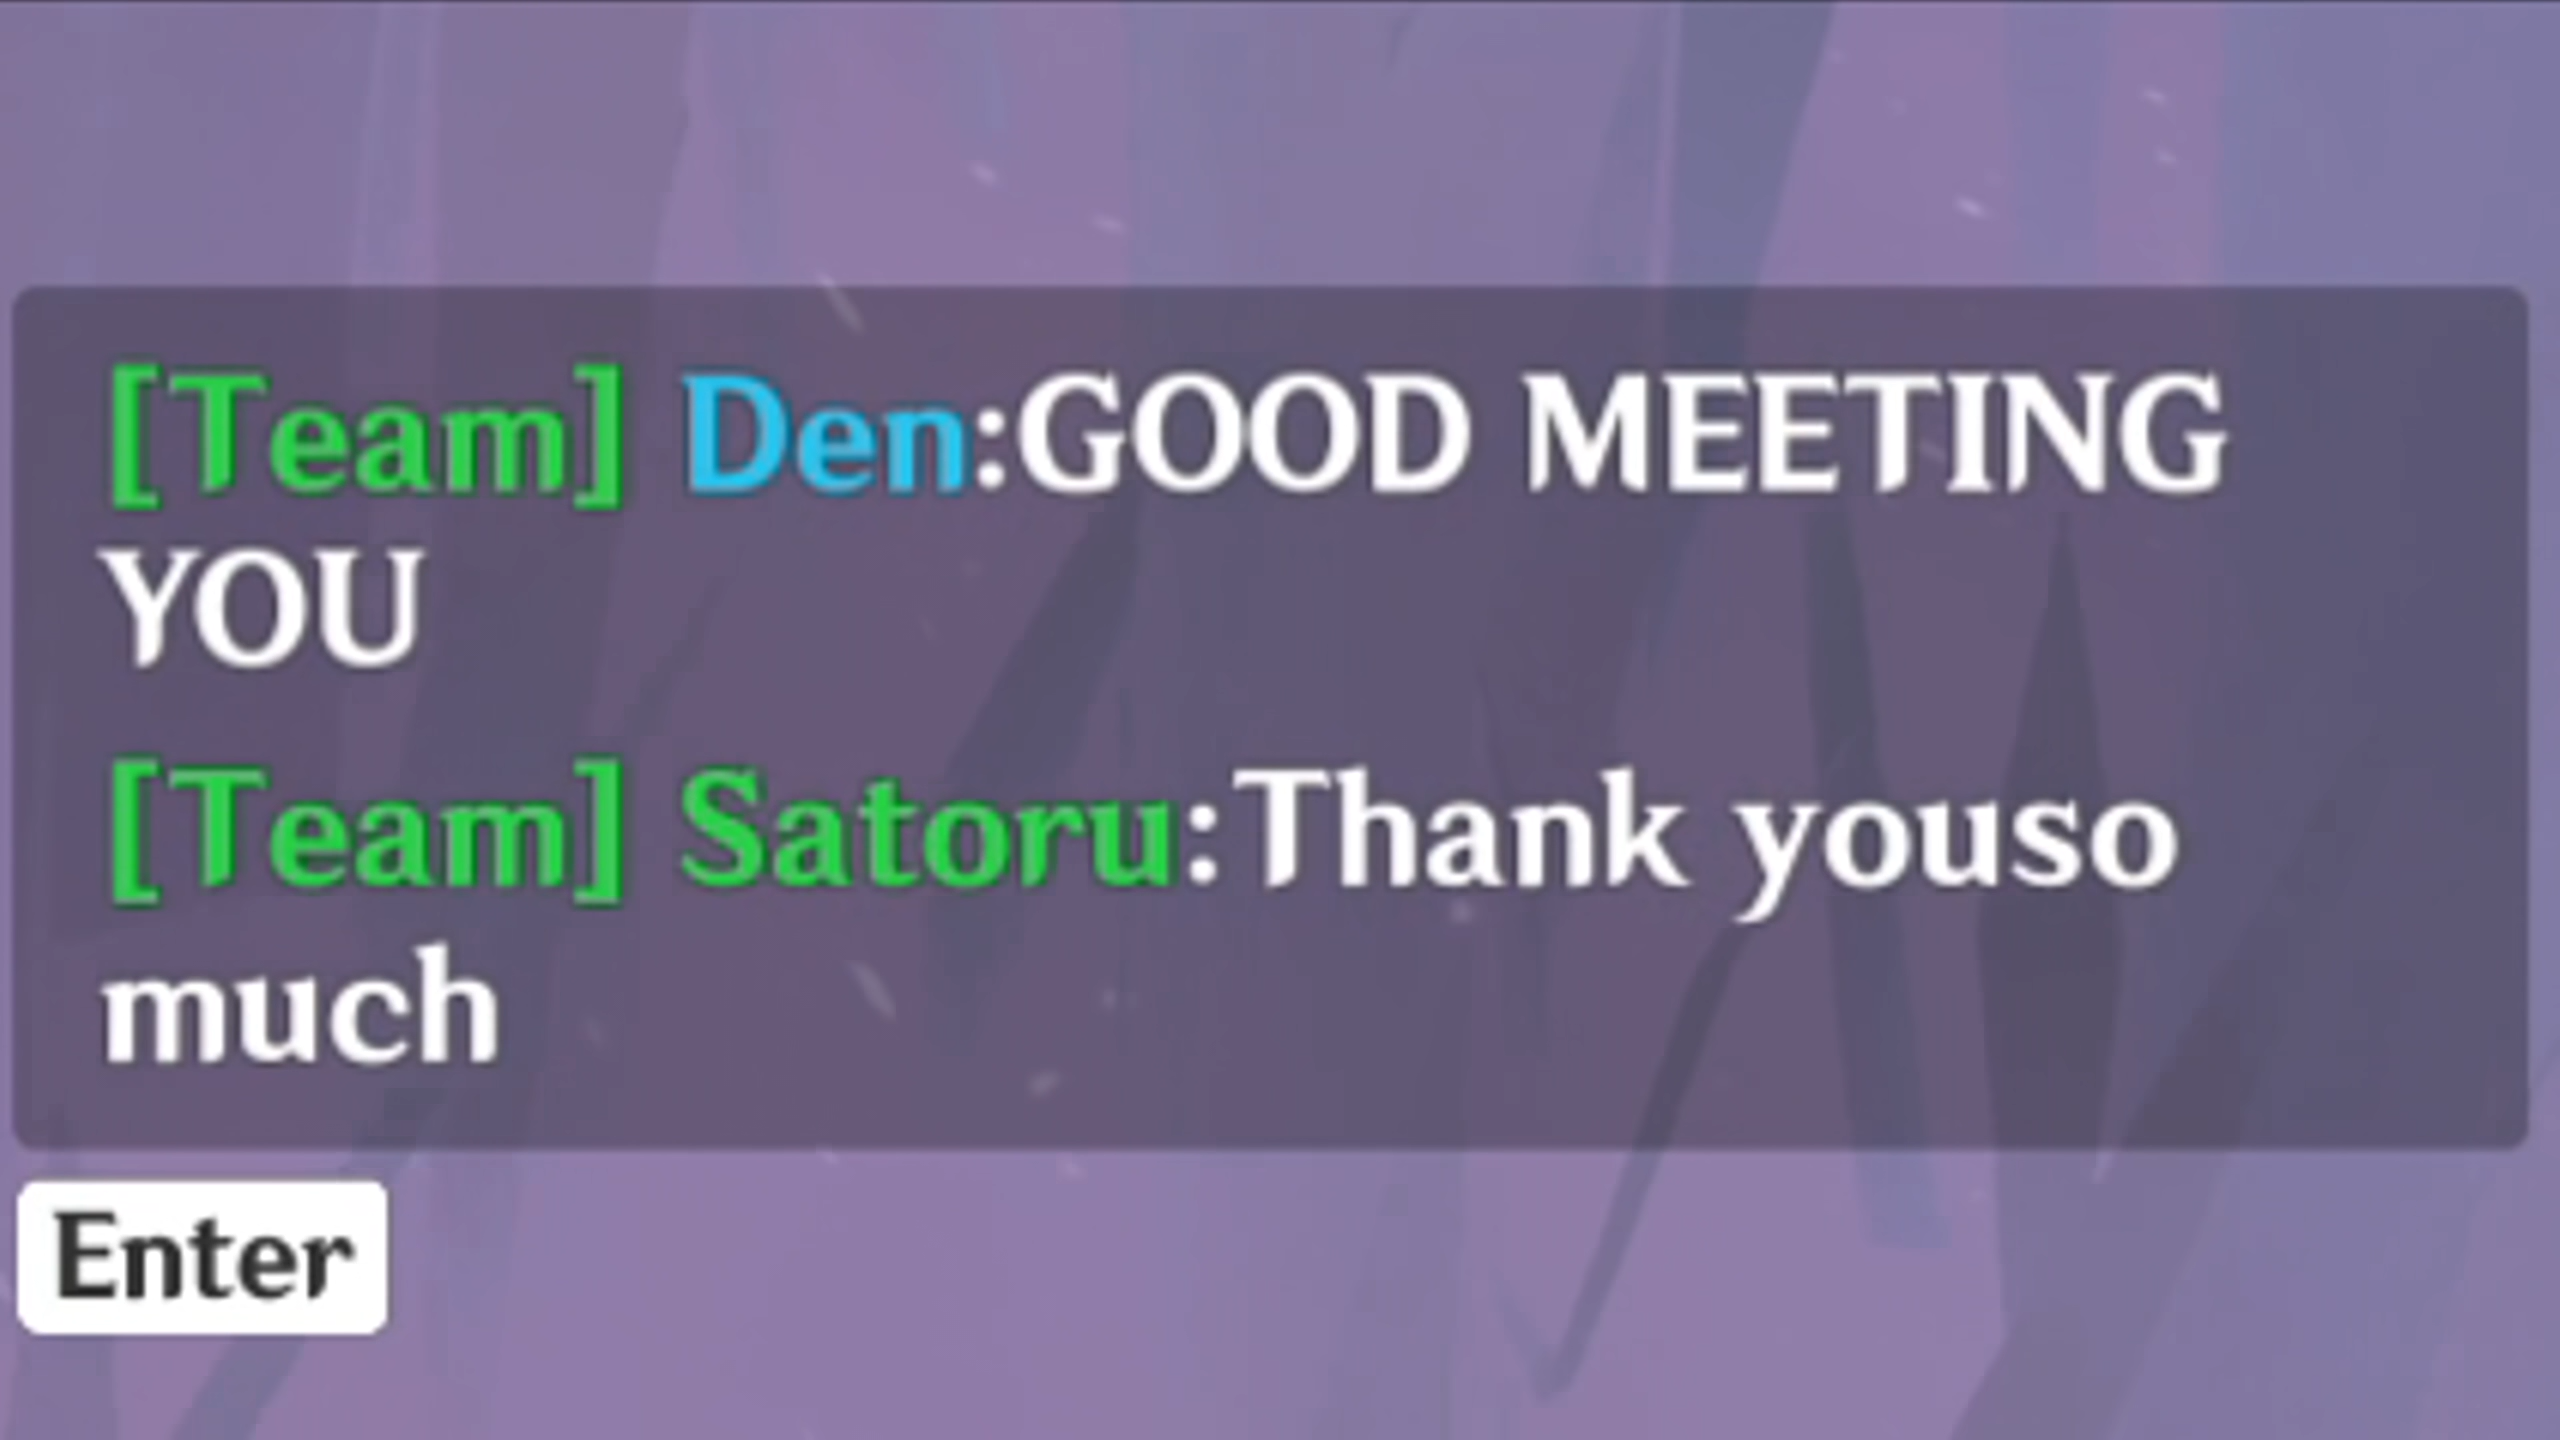 [Team] Den:GOOD MEETING
YOU
[Team] Satoru:Thank youso
much
Enter